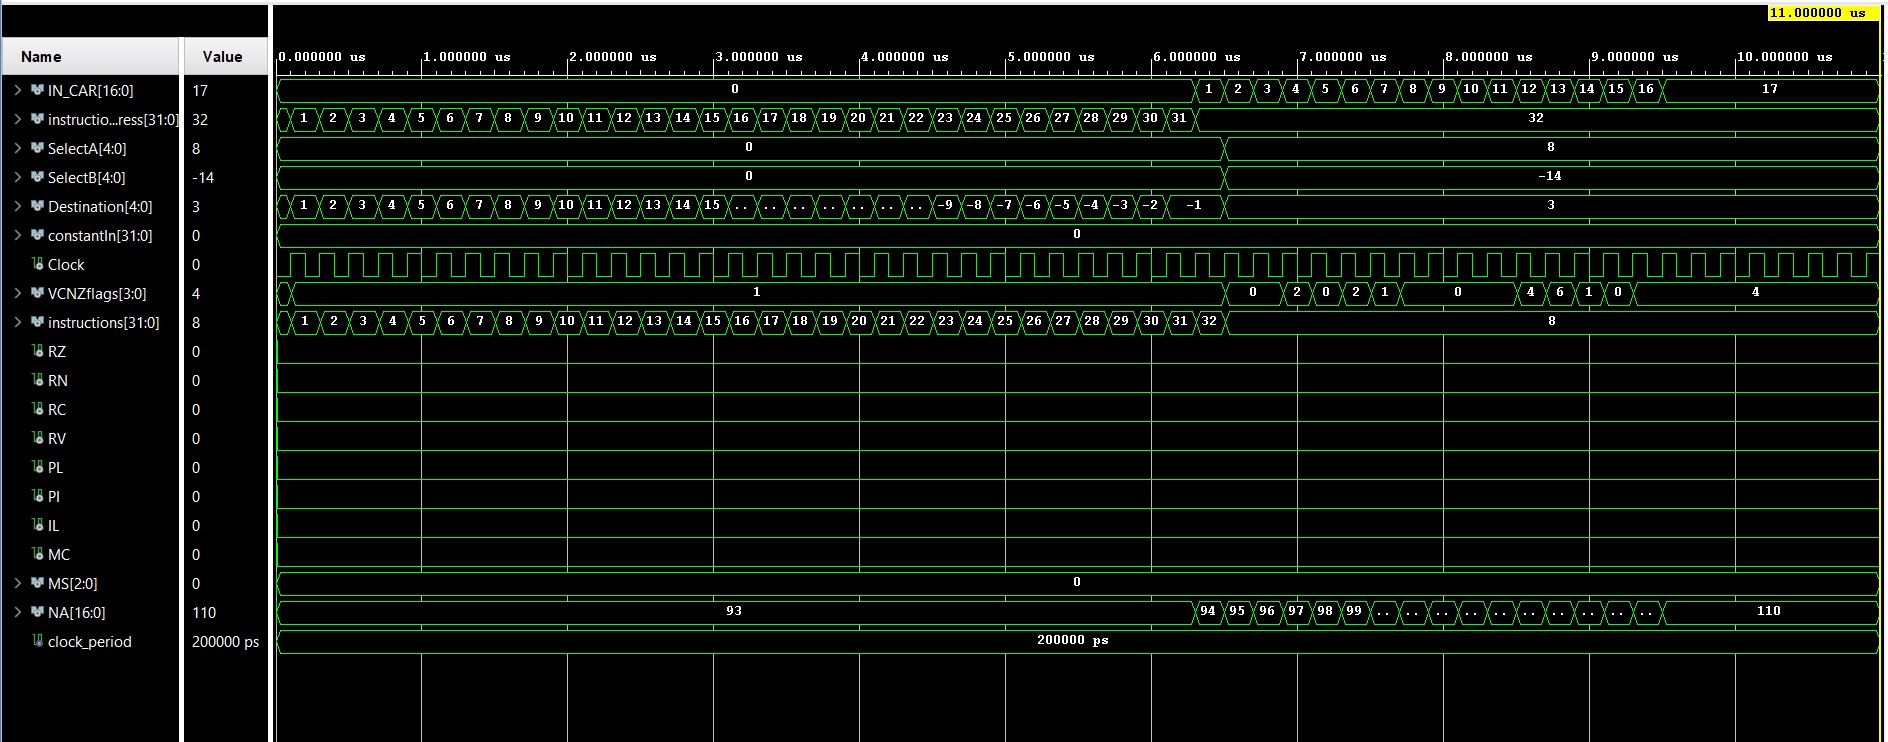 11.000000 us
Name Value 0.000000 us 1.000000 us 2.000000 us 3.000000 us 4.000000 us 5.000000 us 6.000000 us 7.000000 us 8.000000 us 9.000000 us 10.000000 us
IN_CAR[16:0] 17 0 1 2 3 4 5 6 7 8 9 10 11 12 13 14 15 16 17
instructio...ress[31:0] 32 1 2 3 4 5 6 7 8 9 10 11 12 13 14 15 16 17 18 19 20 21 22 23 24 25 26 27 28 29 30 31 32
SelectA[4:0] 8 0 8
SelectB[4:0] -14 0 -14
Destination[4:0] 3 1 2 3 4 5 6 7 8 9 10 11 12 13 14 15 .. .. .. .. .. .. .. -9 -8 -7 -6 -5 -4 -3 -2 -1 3
constantIn[31:0] 0 0
Clock 0
VCNZflags[3:0] 4 1 0 2 0 2 1 0 4 6 1 0 4
instructions[31:0] 8 1 2 3 4 5 6 7 8 9 10 11 12 13 14 15 16 17 18 19 20 21 22 23 24 25 26 27 28 29 30 31 32 8
RZ 0
RN 0
RC 0
RV 0
PL 0
PI 0
IL 0
MC 0
MS[2:0] 0 0
NA[16:0] 110 93 94 95 96 97 98 99 .. .. .. .. .. .. .. .. .. .. 110
clock_period 200000 ps 200000 ps